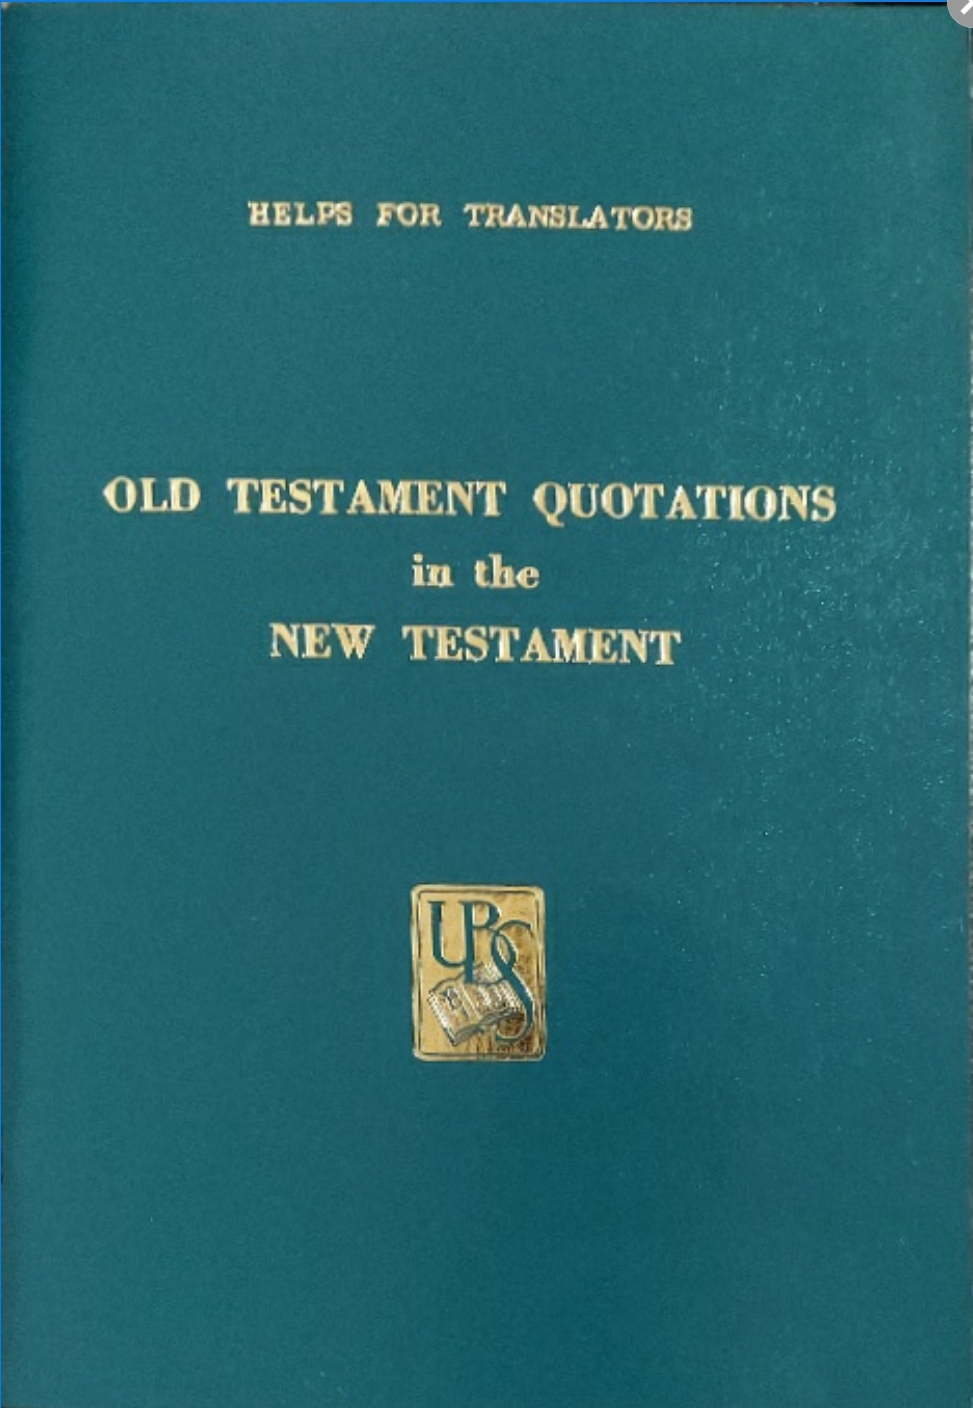 HELPS FOR TRANSLATORS
OLD TESTAMENT QUOTATIONS
in the
NEW TESTAMENT
UBS